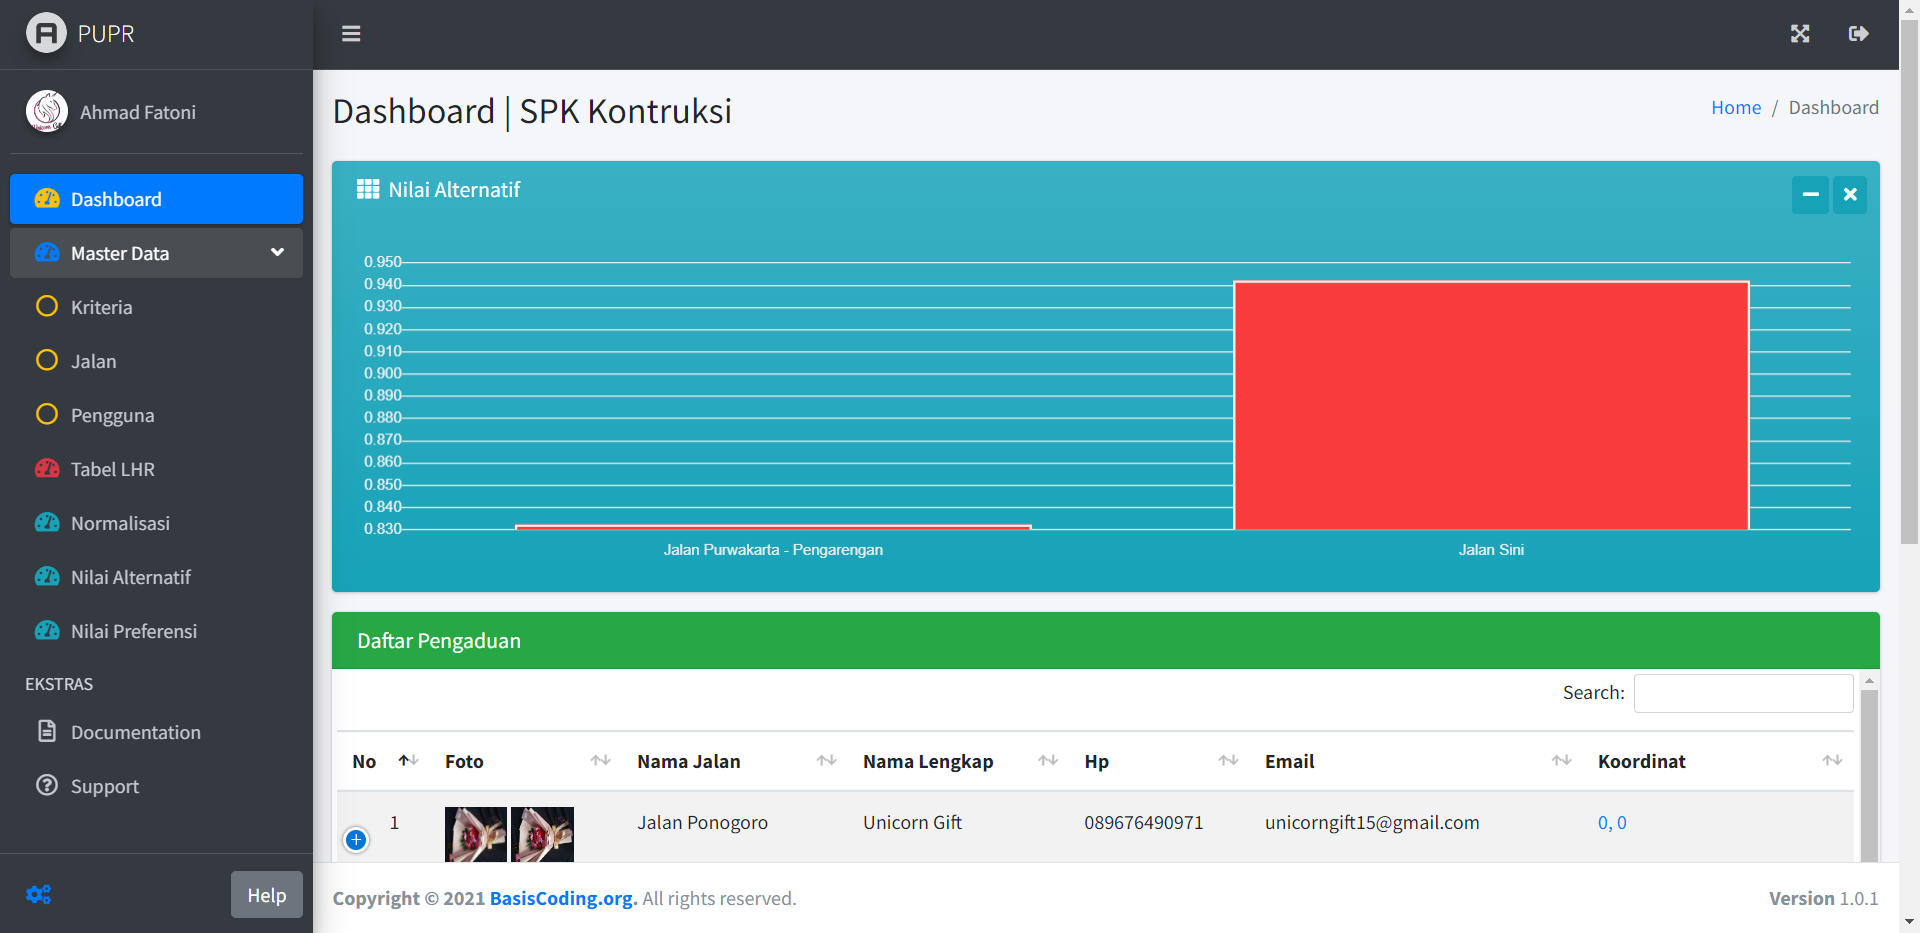 PUPR
Ahmad Fatoni
Dashboard
Master Data
Kriteria
Jalan
Pengguna
Tabel LHR
Normalisasi
Nilai Alternatif
Nilai Preferensi
EKSTRAS
Documentation
Support
Help
Dashboard | SPK Kontruksi
Home / Dashboard
Nilai Alternatif
0.950
0.940
0.930
0.920
0.910
0.900
0.890
0.880
0.870
0.860
0.850
0.840
0.830
Jalan Purwakarta - Pengarengan
Jalan Sini
Daftar Pengaduan
Search:
No Foto Nama Jalan Nama Lengkap Hp Email Koordinat
1 Jalan Ponogoro Unicorn Gift 089676490971 unicorngift15@gmail.com 0, 0
Copyright © 2021 BasisCoding.org. All rights reserved.
Version 1.0.1